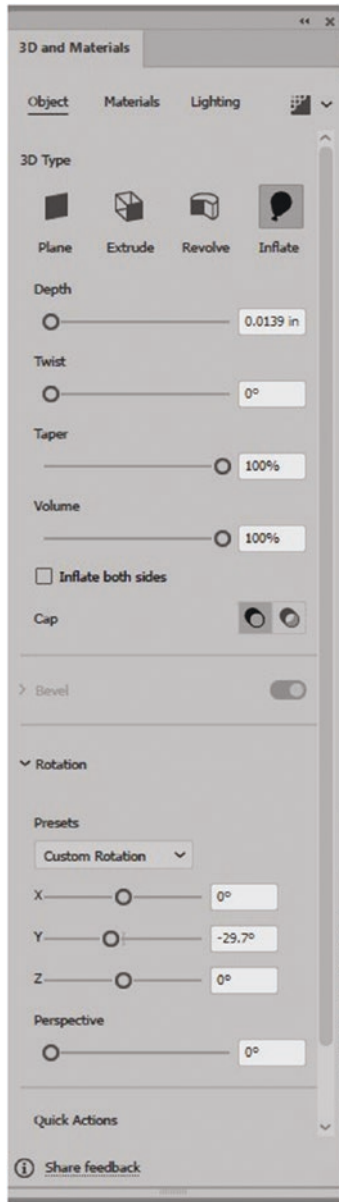 3D and Materials
Object Materials Lighting
3D Type
Plane Extrude Revolve Inflate
Depth
0.0139 in
Twist
0°
Taper
100%
Volume
100%
Inflate both sides
Cap
Bevel
Rotation
Presets
Custom Rotation
X 0°
Y -29.7°
Z 0°
Perspective
0°
Quick Actions
Share feedback